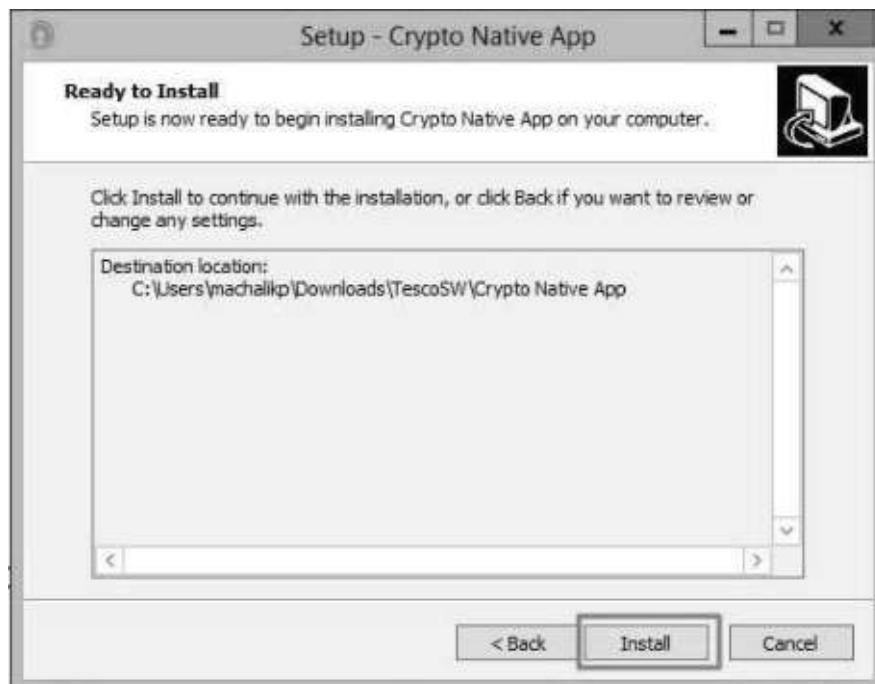 Setup - Crypto Native App
Ready to Install
Setup is now ready to begin installing Crypto Native App on your computer.
Click Install to continue with the installation, or click Back if you want to review or
change any settings.
Destination location:
C:\Users\machalikp\Downloads\TescoSW\Crypto Native App
< Back
Install
Cancel